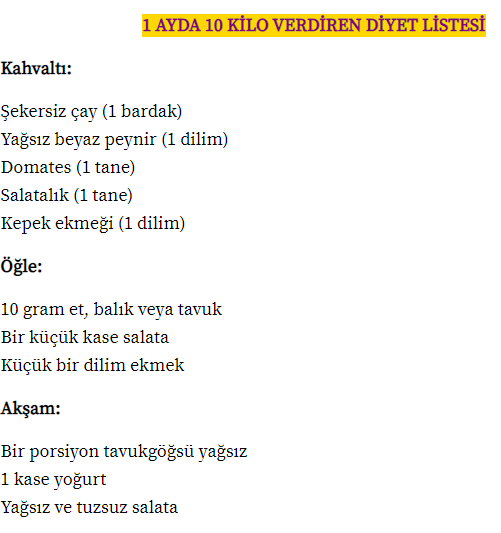 1 AYDA 10 KİLO VERDİREN DİYET LİSTESİ
Kahvaltı:
Şekersiz çay (1 bardak)
Yağsız beyaz peynir (1 dilim)
Domates (1 tane)
Salatalık (1 tane)
Kepek ekmeği (1 dilim)
Öğle:
10 gram et, balık veya tavuk
Bir küçük kase salata
Küçük bir dilim ekmek
Akşam:
Bir porsiyon tavukgöğsü yağsız
1 kase yoğurt
Yağsız ve tuzsuz salata